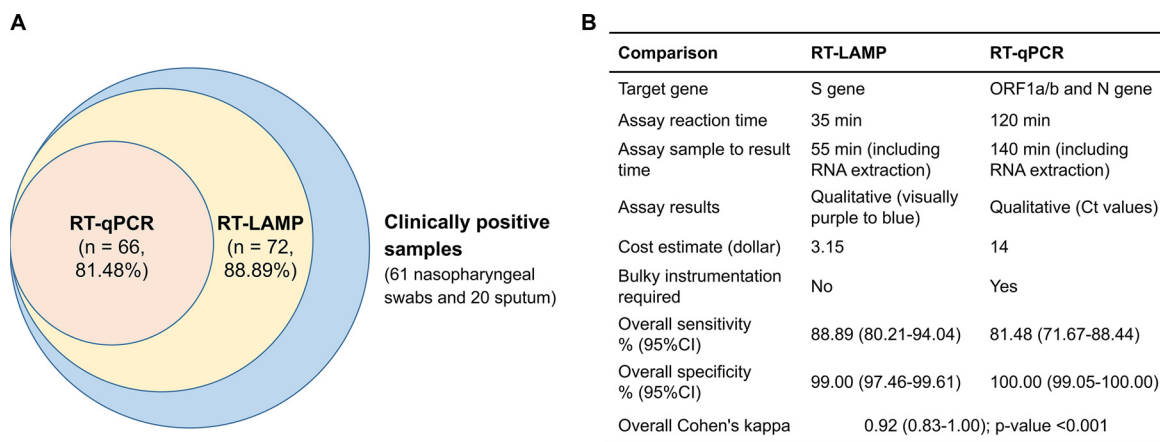 A
RT-qPCR
(n = 66,
81.48%)
RT-LAMP
(n = 72,
88.89%)
Clinically positive
samples
(61 nasopharyngeal
swabs and 20 sputum)
B
Comparison RT-LAMP RT-qPCR
Target gene S gene ORF1a/b and N gene
Assay reaction time 35 min 120 min
Assay sample to result 55 min (including 140 min (including
time RNA extraction) RNA extraction)
Assay results Qualitative (visually Qualitative (Ct values)
purple to blue)
Cost estimate (dollar) 3.15 14
Bulky instrumentation No Yes
required
Overall sensitivity 88.89 (80.21-94.04) 81.48 (71.67-88.44)
% (95%CI)
Overall specificity 99.00 (97.46-99.61) 100.00 (99.05-100.00)
% (95%CI)
Overall Cohen's kappa 0.92 (0.83-1.00); p-value <0.001